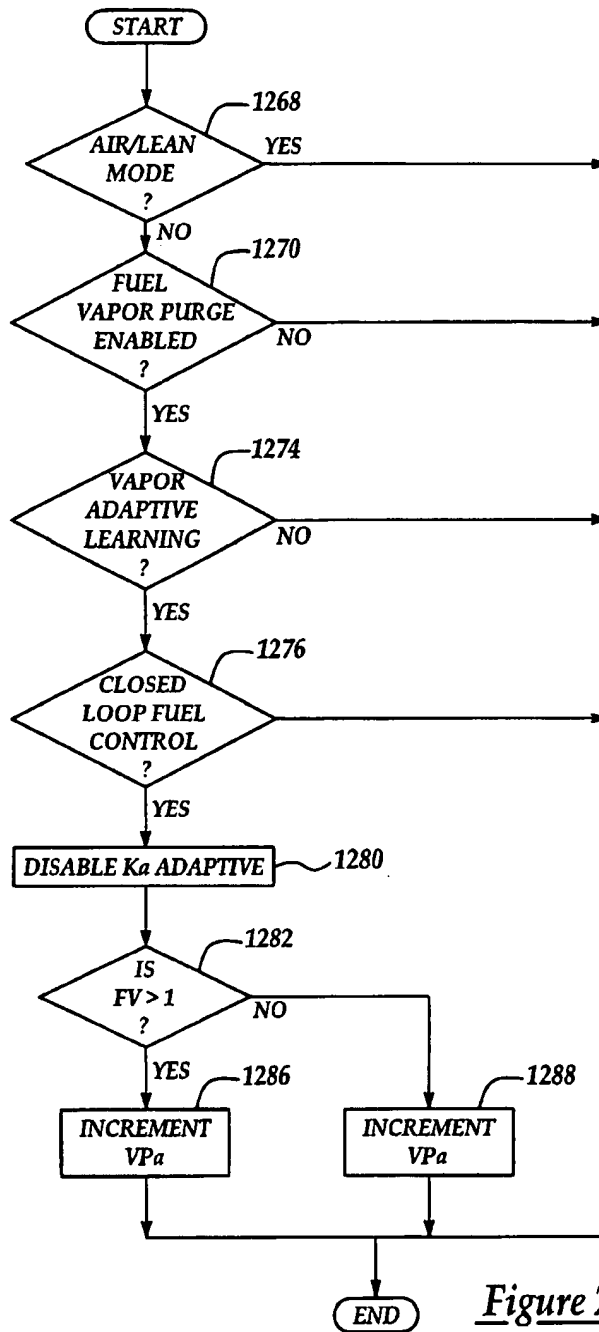 START
1268
AIR/LEAN
MODE
?
YES
NO
1270
FUEL
VAPOR PURGE
ENABLED
?
NO
YES
1274
VAPOR
ADAPTIVE
LEARNING
?
NO
YES
1276
CLOSED
LOOP FUEL
CONTROL
?
YES
DISABLE Ka ADAPTIVE
1280
1282
IS
FV > 1
?
NO
YES
1286
INCREMENT
VPa
1288
INCREMENT
VPa
END
Figure